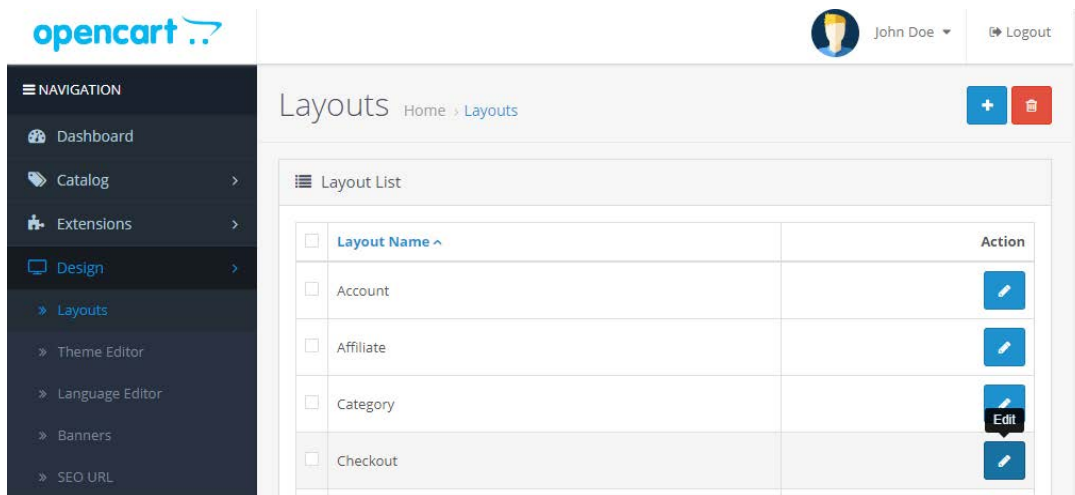 opencart
John Doe
Logout
NAVIGATION
Dashboard
Catalog
Extensions
Design
Layouts
Theme Editor
Language Editor
Banners
SEO URL
Layouts Home › Layouts
Layout List
Layout Name Action
Account
Affiliate
Category
Edit
Checkout